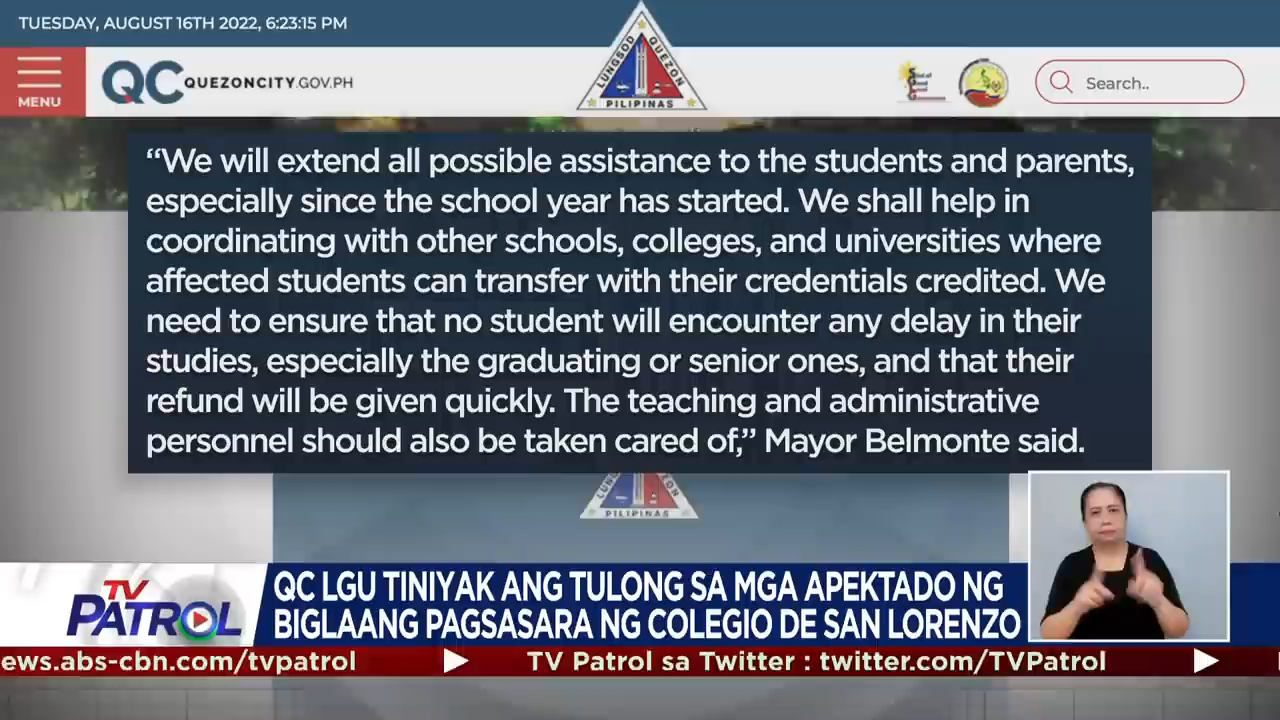 TUESDAY, AUGUST 16TH 2022, 6:23:15 PM
MENU
QC QUEZONCITY.GOV.PH
LUNGSOD QUEZON
PILIPINAS
Search..
“We will extend all possible assistance to the students and parents,
especially since the school year has started. We shall help in
coordinating with other schools, colleges, and universities where
affected students can transfer with their credentials credited. We
need to ensure that no student will encounter any delay in their
studies, especially the graduating or senior ones, and that their
refund will be given quickly. The teaching and administrative
personnel should also be taken cared of,” Mayor Belmonte said.
PILIPINAS
TV
PATROL
QC LGU TINIYAK ANG TULONG SA MGA APEKTADO NG
BIGLAANG PAGSASARA NG COLEGIO DE SAN LORENZO
ews.abs-cbn.com/tvpatrol TV Patrol sa Twitter : twitter.com/TVPatrol